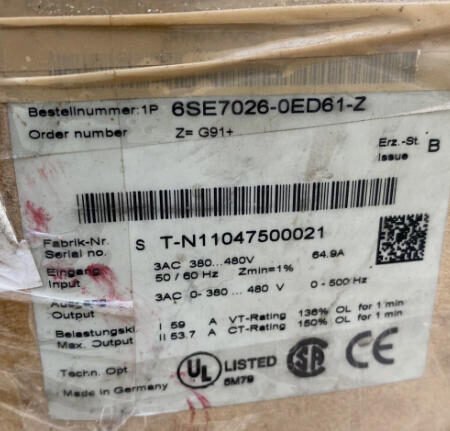 Bestellnummer:1P 6SE7026-0ED61-Z
Order number Z= G91+
Erz.-St. B
Issue
Fabrik-Nr. S T-N11047500021
Serial no.
Eingang 3AC 380...480V 64.9A
Input 50 / 60 Hz Zmin=1%
3AC 0- 380 ... 480 V 0 - 500 Hz
Output
I 59 A VT-Rating 136% OL for 1 min
Max. Output II 53.7 A CT-Rating 150% OL for 1 min
Techn. Opt
Made in Germany
UL LISTED SA CE
5M79